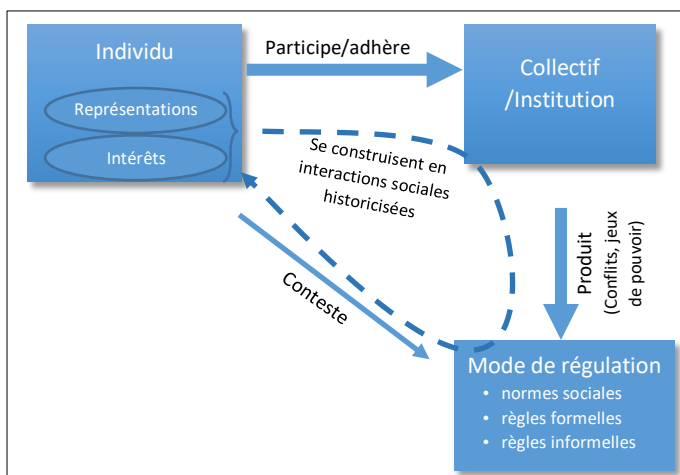 Individu
Représentations
Intérêts
Participe/adhère
Collectif
/Institution
Se construisent en
interactions sociales
historicisées
Conteste
Produit
(Conflits, jeux
de pouvoir)
Mode de régulation
• normes sociales
• règles formelles
• règles informelles